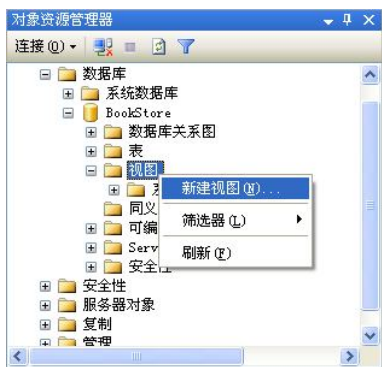 对象资源管理器
连接(O)
数据库
系统数据库
BookStore
数据库关系图
表
视图
新建视图(N)...
同义
筛选器(L)
可编
Serv
刷新(F)
安全性
安全性
服务器对象
复制
管理